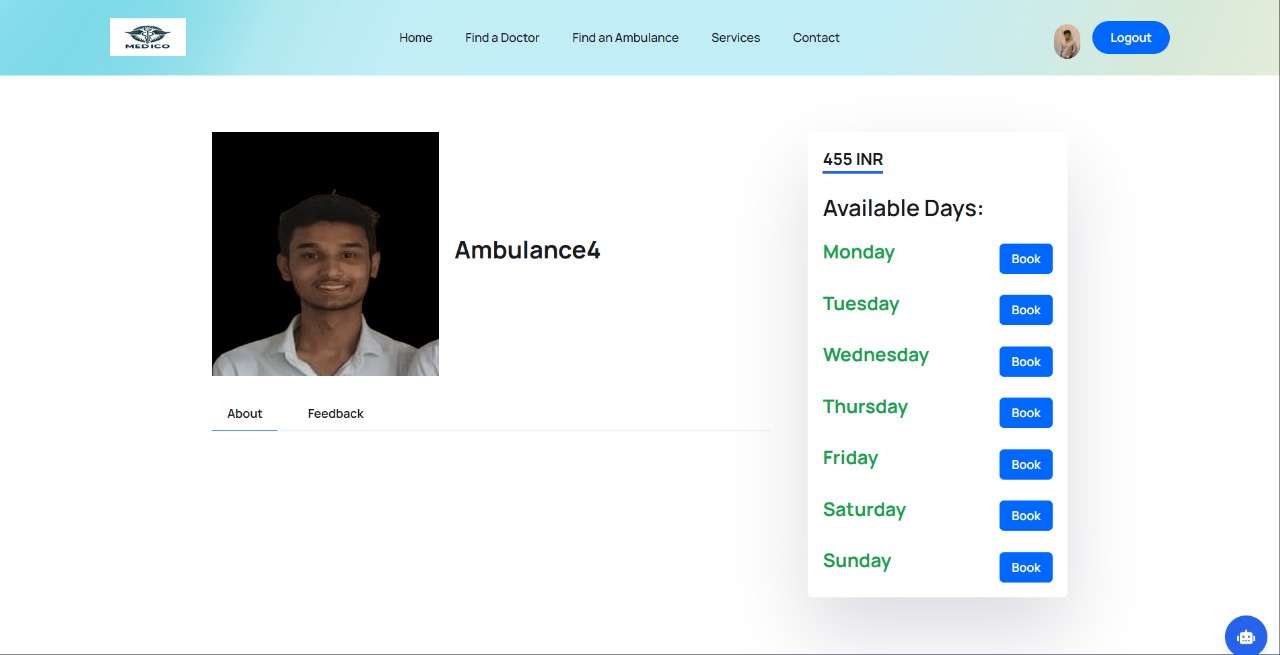 MEDICO
Home Find a Doctor Find an Ambulance Services Contact
Logout
Ambulance4
About Feedback
455 INR
Available Days:
Monday Book
Tuesday Book
Wednesday Book
Thursday Book
Friday Book
Saturday Book
Sunday Book